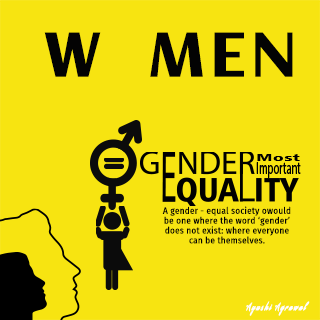 W MEN
GENDER Most
Important
EQUALITY
A gender - equal society owould
be one where the word 'gender'
does not exist: where everyone
can be themselves.
Ayushi Agrawal